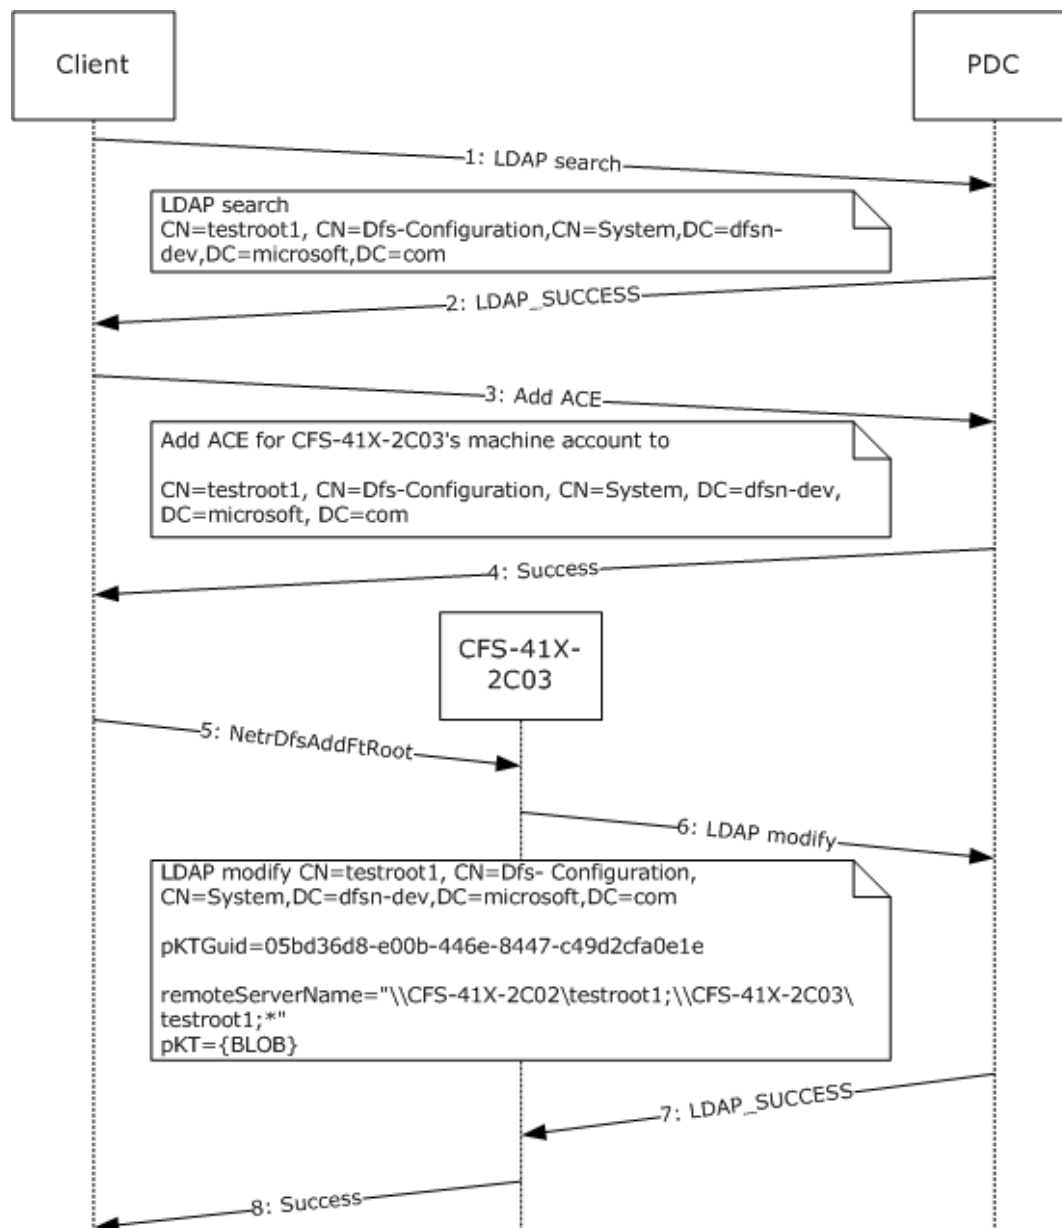 Client
PDC
1: LDAP search
LDAP search
CN=testroot1, CN=Dfs-Configuration,CN=System,DC=dfsn-
dev,DC=microsoft,DC=com
2: LDAP_SUCCESS
3: Add ACE
Add ACE for CFS-41X-2C03's machine account to
CN=testroot1, CN=Dfs-Configuration, CN=System, DC=dfsn-dev,
DC=microsoft, DC=com
4: Success
CFS-41X-
2C03
5: NetrDfsAddFtRoot
6: LDAP modify
LDAP modify CN=testroot1, CN=Dfs- Configuration,
CN=System,DC=dfsn-dev,DC=microsoft,DC=com
pKTGuid=05bd36d8-e00b-446e-8447-c49d2cfa0e1e
remoteServerName="\\CFS-41X-2C02\testroot1;\\CFS-41X-2C03\
testroot1;*"
pKT={BLOB}
7: LDAP_SUCCESS
8: Success